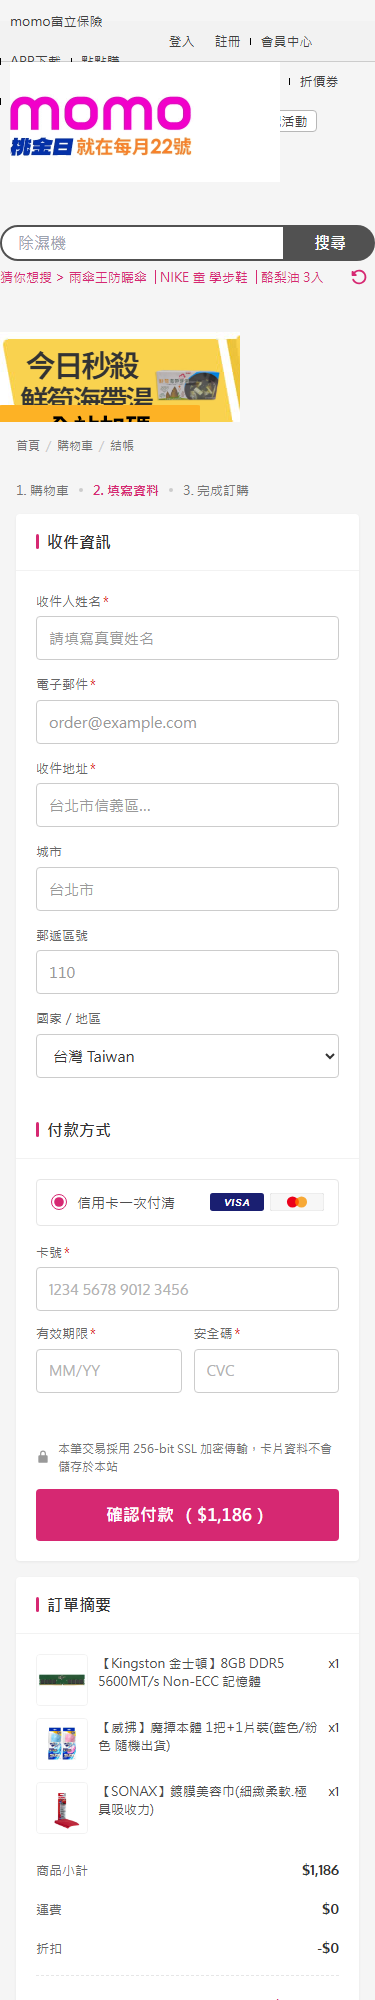 momo富立保險
登入 註冊 會員中心
APP下載 點點賺
折價券
活動
momo
桃金日 就在每月22號
除濕機 搜尋
猜你想搜 > 雨傘王防曬傘 | NIKE 童 學步鞋 | 酪梨油 3入
今日秒殺
鮮筍海帶湯
全站加碼
首頁 / 購物車 / 結帳
1. 購物車 • 2. 填寫資料 • 3. 完成訂購
收件資訊
收件人姓名*
請填寫真實姓名
電子郵件*
order@example.com
收件地址*
台北市信義區...
城市
台北市
郵遞區號
110
國家 / 地區
台灣 Taiwan
付款方式
信用卡一次付清 VISA
卡號*
1234 5678 9012 3456
有效期限* 安全碼*
MM/YY CVC
本筆交易採用 256-bit SSL 加密傳輸，卡片資料不會
儲存於本站
確認付款 ( $1,186 )
訂單摘要
【Kingston 金士頓】8GB DDR5 x1
5600MT/s Non-ECC 記憶體
【威拂】魔撢本體 1把+1片裝(藍色/粉 x1
色 隨機出貨)
【SONAX】鍍膜美容巾(細緻柔軟.極 x1
具吸收力)
商品小計 $1,186
運費 $0
折扣 -$0